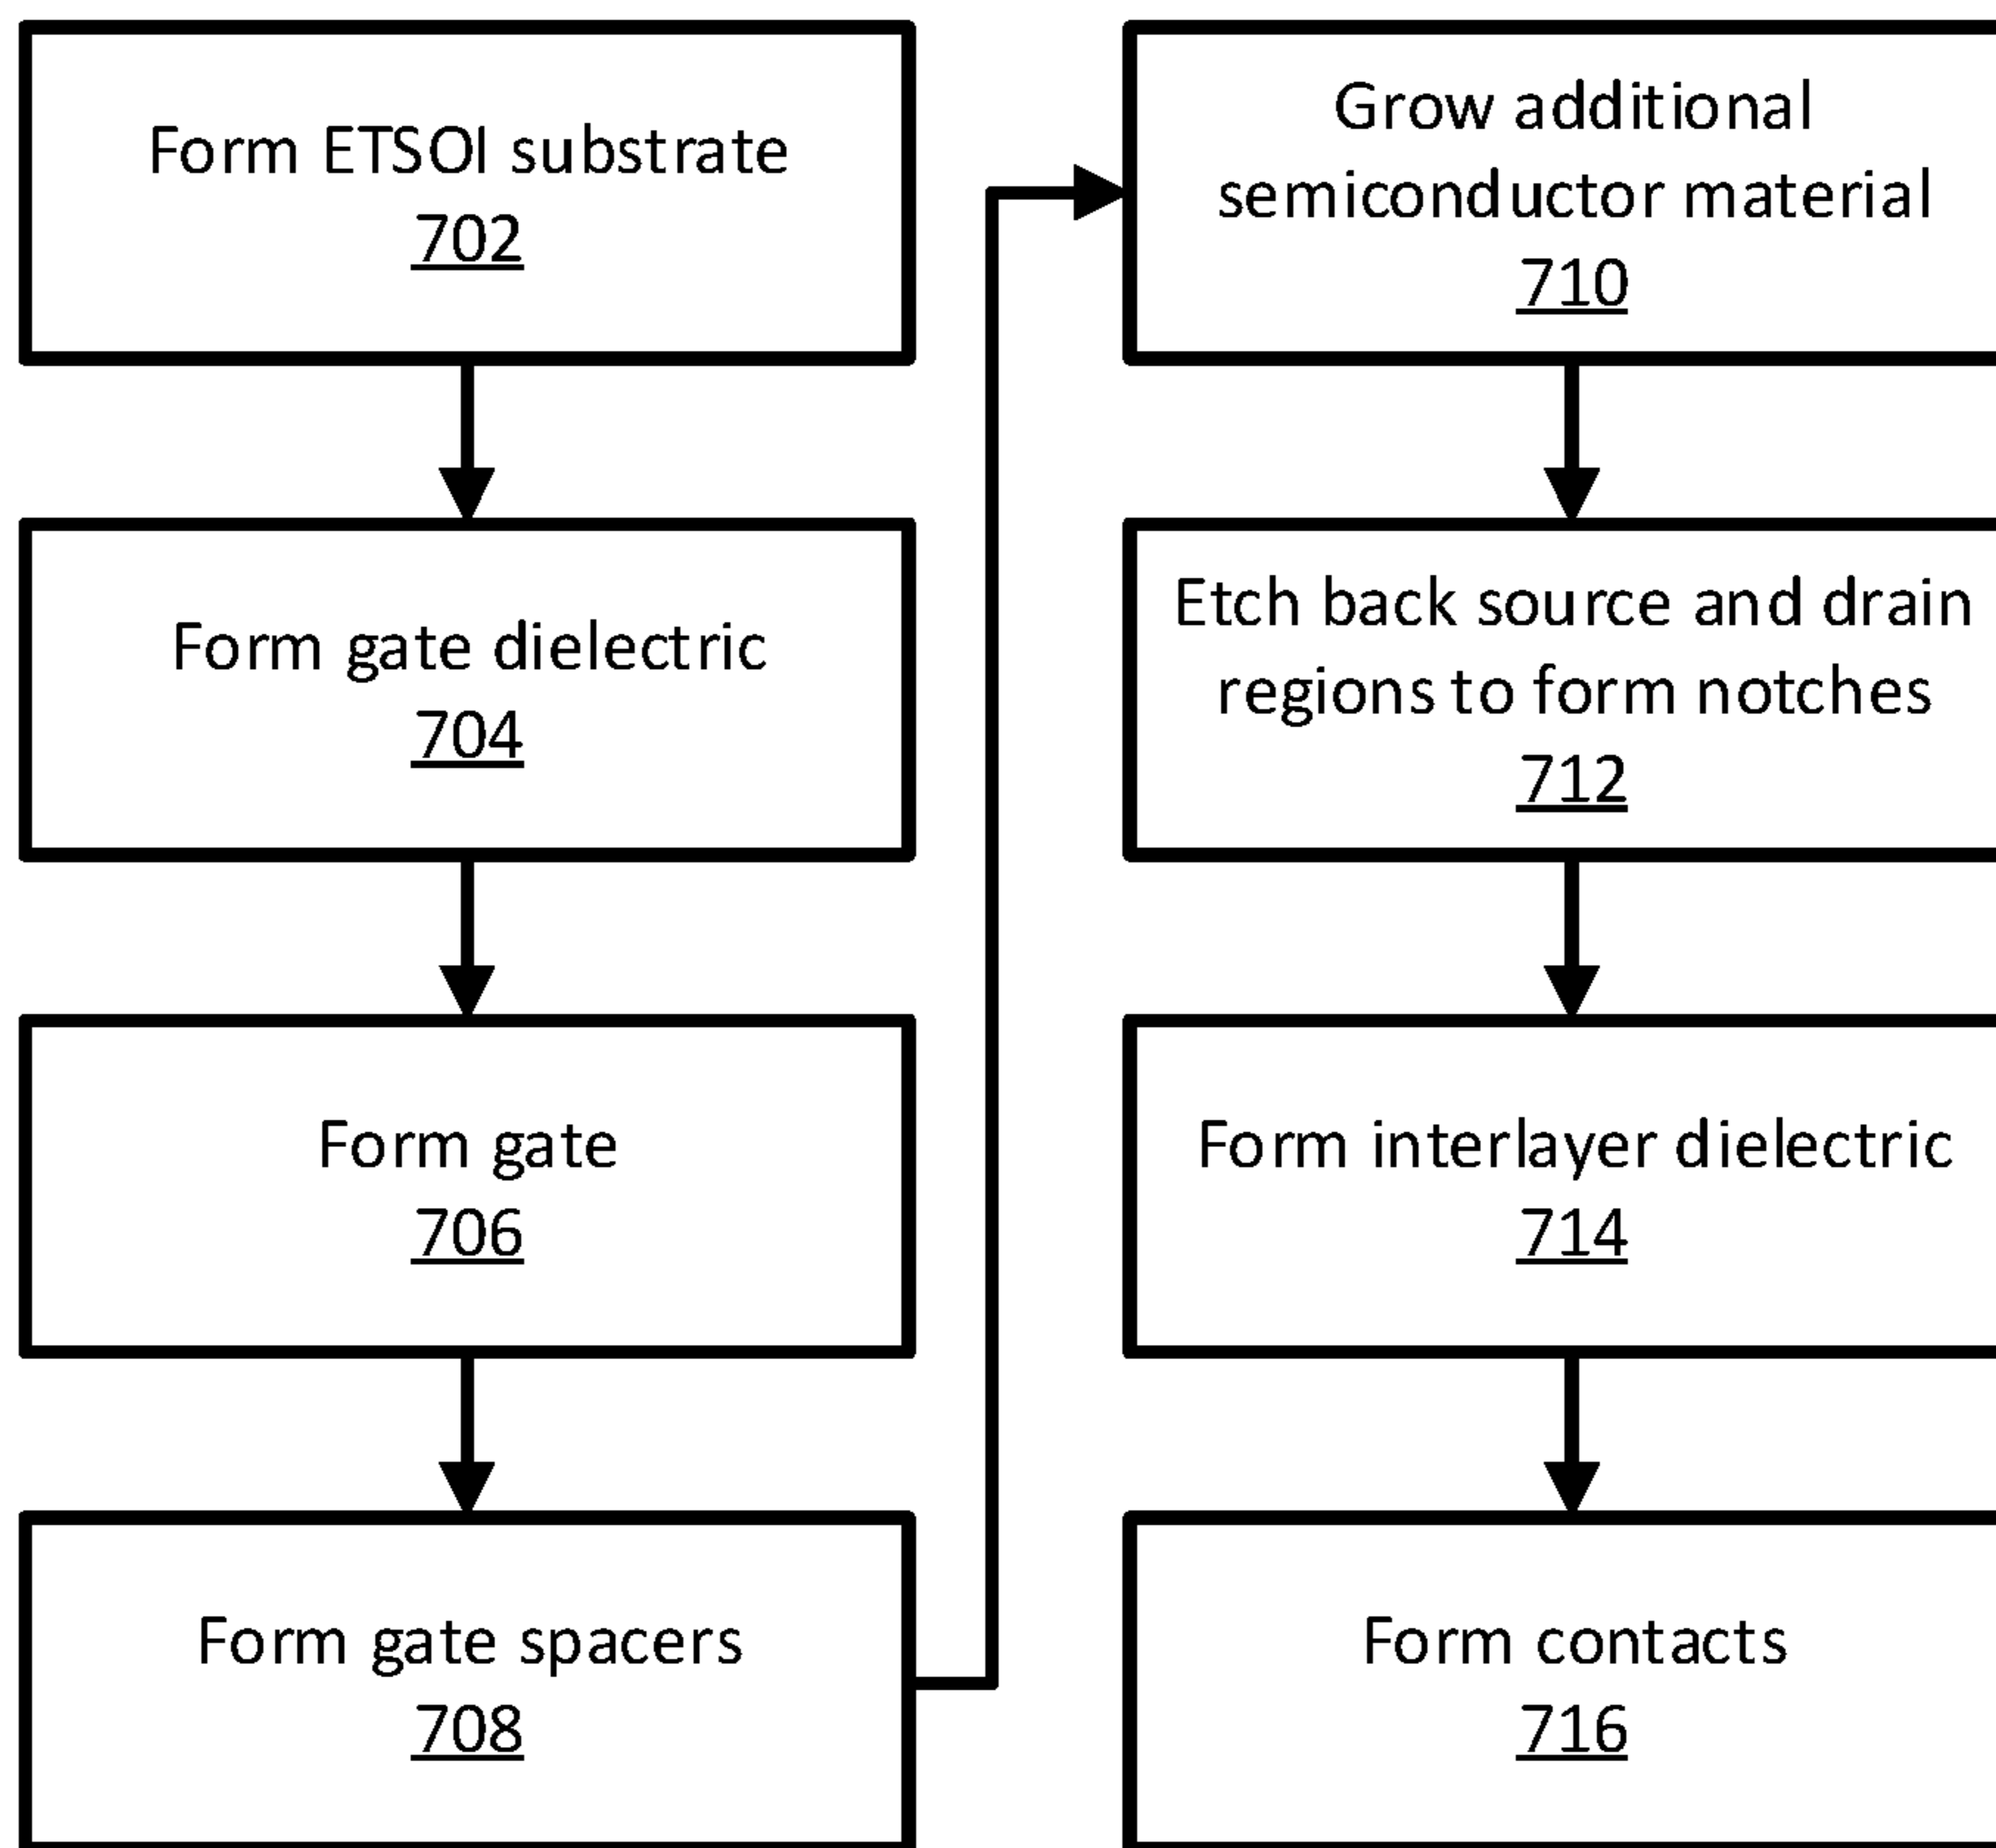 Form ETSOI substrate
702
Form gate dielectric
704
Form gate
706
Form gate spacers
708
Grow additional
semiconductor material
710
Etch back source and drain
regions to form notches
712
Form interlayer dielectric
714
Form contacts
716